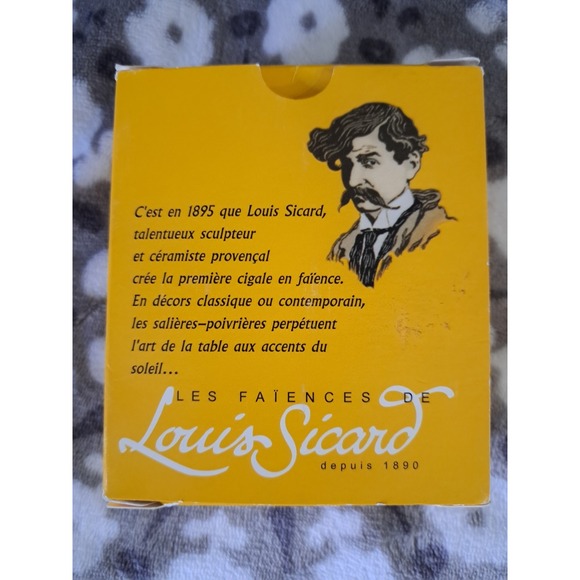 C'est en 1895 que Louis Sicard,
talentueux sculpteur
et céramiste provençal
crée la première cigale en faïence.
En décors classique ou contemporain,
les salières-poivrières perpétuent
l'art de la table aux accents du
soleil...
LES FAÏENCES DE
Louis Sicard
depuis 1890